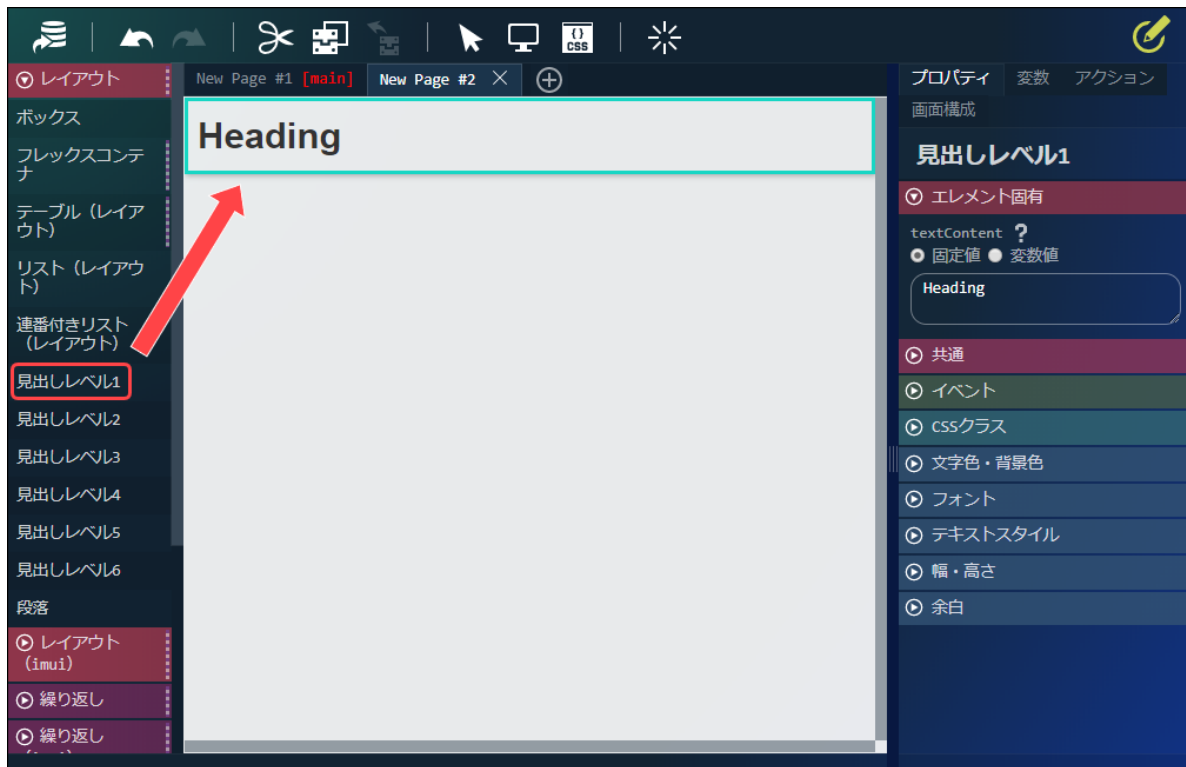 {}
CSS
レイアウト
ボックス
フレックスコンテ
ナ
テーブル（レイア
ウト）
リスト（レイアウ
ト）
連番付きリスト
（レイアウト）
見出しレベル1
見出しレベル2
見出しレベル3
見出しレベル4
見出しレベル5
見出しレベル6
段落
レイアウト
（imui）
繰り返し
繰り返し
New Page #1 [main]
New Page #2
Heading
プロパティ 変数 アクション
画面構成
見出しレベル1
エレメント固有
textContent ?
固定値 変数値
Heading
共通
イベント
CSSクラス
文字色・背景色
フォント
テキストスタイル
幅・高さ
余白